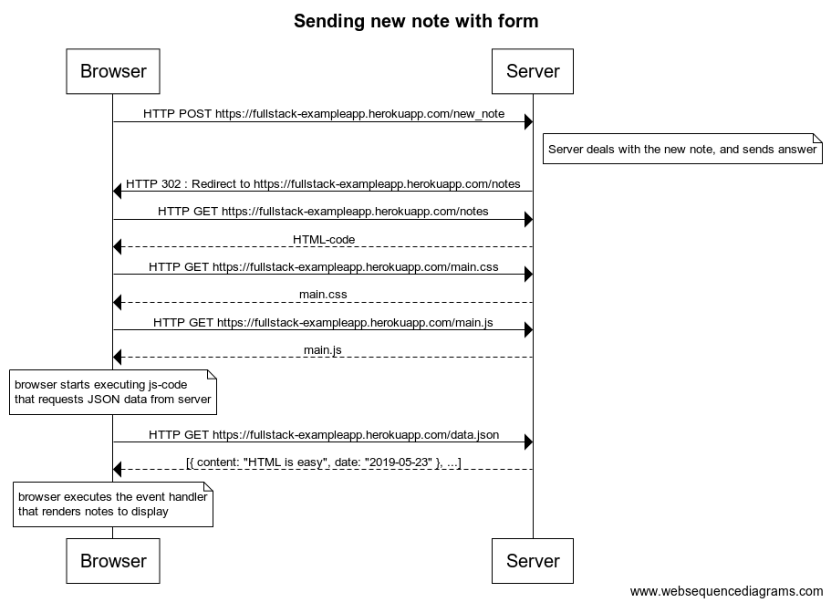 Sending new note with form
Browser
Server
HTTP POST https://fullstack-exampleapp.herokuapp.com/new_note
Server deals with the new note, and sends answer
HTTP 302 : Redirect to https://fullstack-exampleapp.herokuapp.com/notes
HTTP GET https://fullstack-exampleapp.herokuapp.com/notes
HTML-code
HTTP GET https://fullstack-exampleapp.herokuapp.com/main.css
main.css
HTTP GET https://fullstack-exampleapp.herokuapp.com/main.js
main.js
browser starts executing js-code
that requests JSON data from server
HTTP GET https://fullstack-exampleapp.herokuapp.com/data.json
[{ content: "HTML is easy", date: "2019-05-23" }, ...]
browser executes the event handler
that renders notes to display
Browser
Server
www.websequencediagrams.com